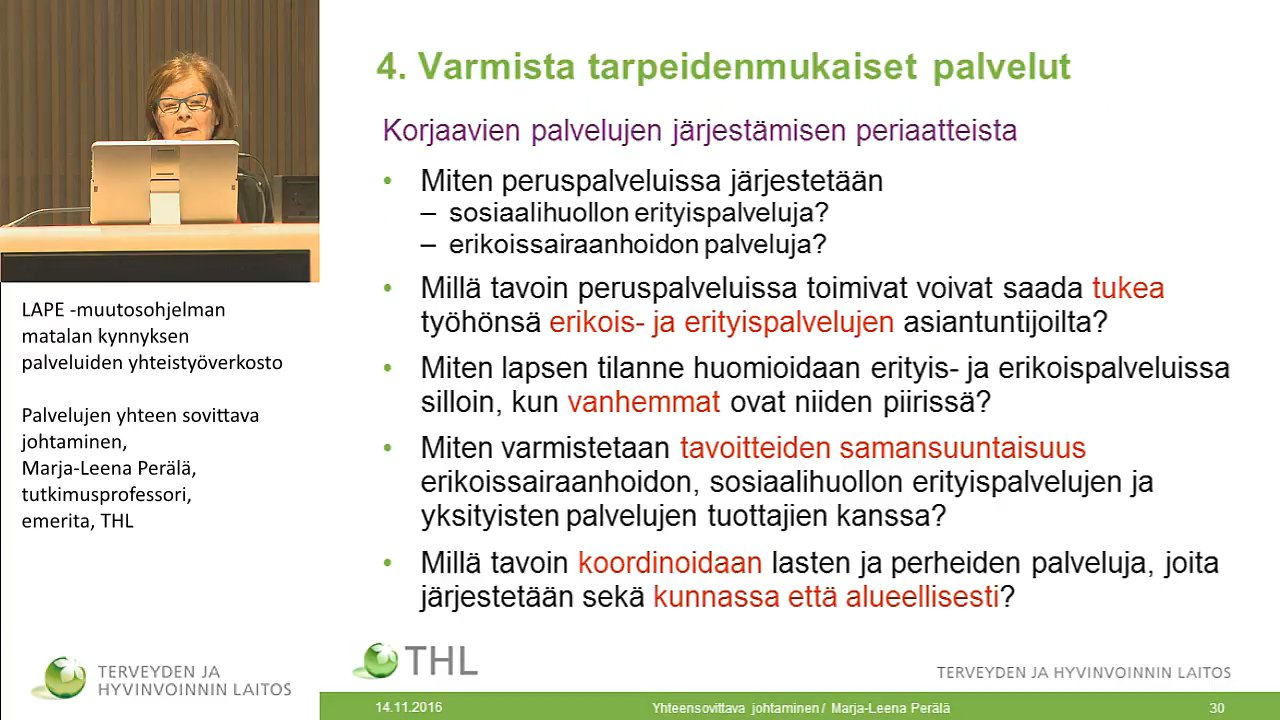 4. Varmista tarpeidenmukaiset palvelut
Korjaavien palvelujen järjestämisen periaatteista
• Miten peruspalveluissa järjestetään
– sosiaalihuollon erityispalveluja?
– erikoissairaanhoidon palveluja?
• Millä tavoin peruspalveluissa toimivat voivat saada tukea
työhönsä erikois- ja erityispalvelujen asiantuntijoilta?
• Miten lapsen tilanne huomioidaan erityis- ja erikoispalveluissa
silloin, kun vanhemmat ovat niiden piirissä?
• Miten varmistetaan tavoitteiden samansuuntaisuus
erikoissairaanhoidon, sosiaalihuollon erityispalvelujen ja
yksityisten palvelujen tuottajien kanssa?
• Millä tavoin koordinoidaan lasten ja perheiden palveluja, joita
järjestetään sekä kunnassa että alueellisesti?
LAPE -muutosohjelman
matalan kynnyksen
palveluiden yhteistyöverkosto
Palvelujen yhteen sovittava
johtaminen,
Marja-Leena Perälä,
tutkimusprofessori,
emerita, THL
TERVEYDEN JA
HYVINVOINNIN LAITOS
THL
TERVEYDEN JA HYVINVOINNIN LAITOS
14.11.2016
Yhteensovittava johtaminen / Marja-Leena Perälä
30